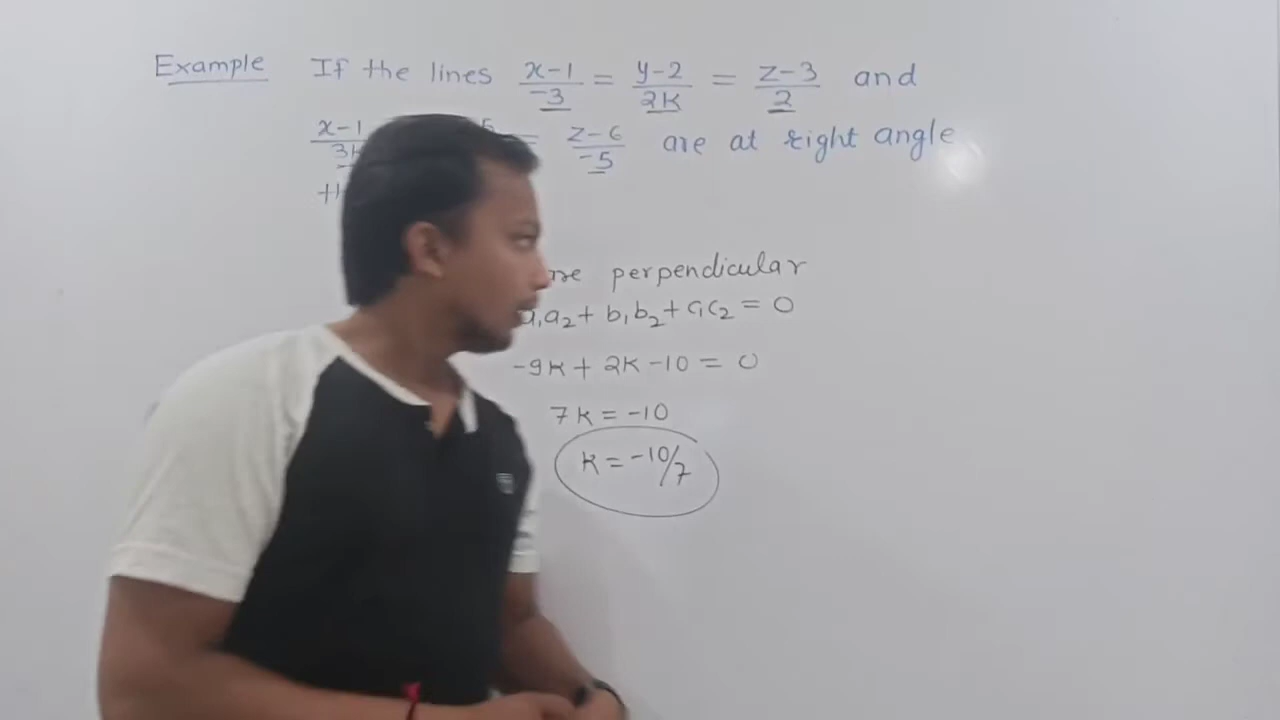 Example If the lines x-1/-3 = y-2/2K = z-3/2 and
x-1/3K = z-6/-5 are at right angle
perpendicular
a₁a₂ + b₁b₂ + c₁c₂ = 0
-9K + 2K - 10 = 0
7K = -10
K = -10/7